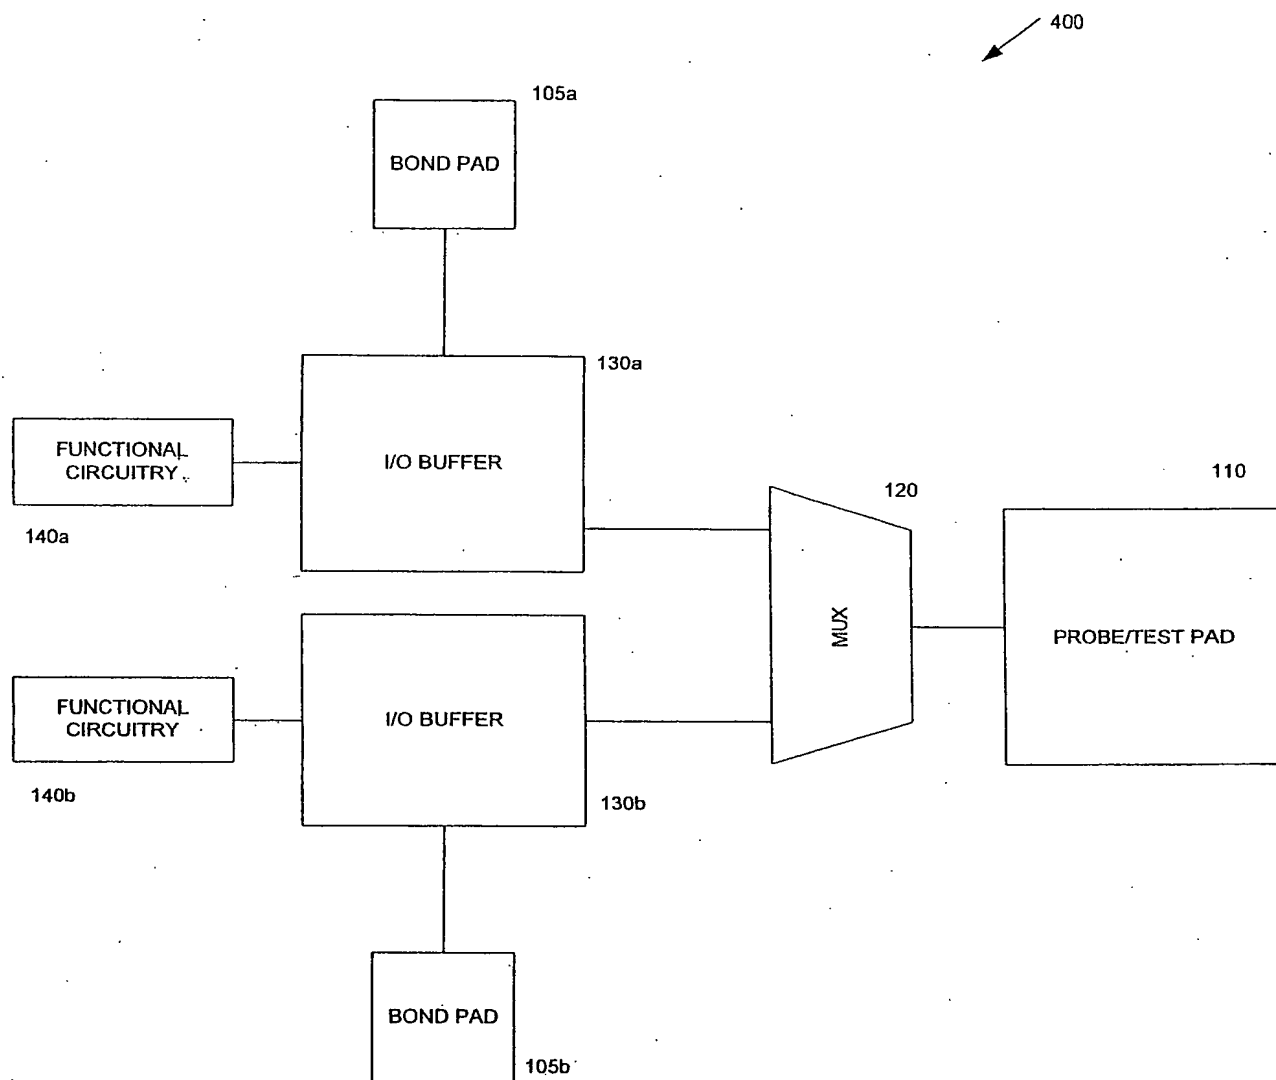 400
105a
BOND PAD
130a
FUNCTIONAL
CIRCUITRY
I/O BUFFER
140a
120
110
MUX
PROBE/TEST PAD
FUNCTIONAL
CIRCUITRY
I/O BUFFER
140b
130b
BOND PAD
105b